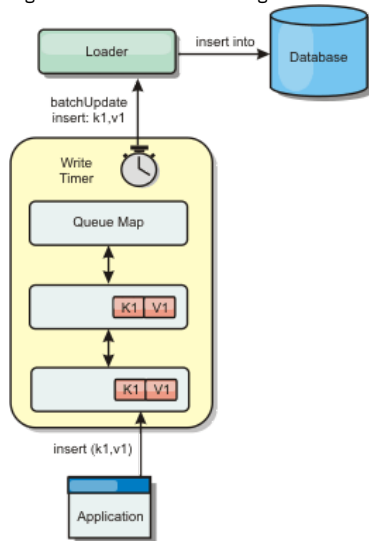 Loader
insert into
Database
batchUpdate
insert: k1,v1
Write
Timer
Queue Map
K1 V1
K1 V1
insert (k1,v1)
Application